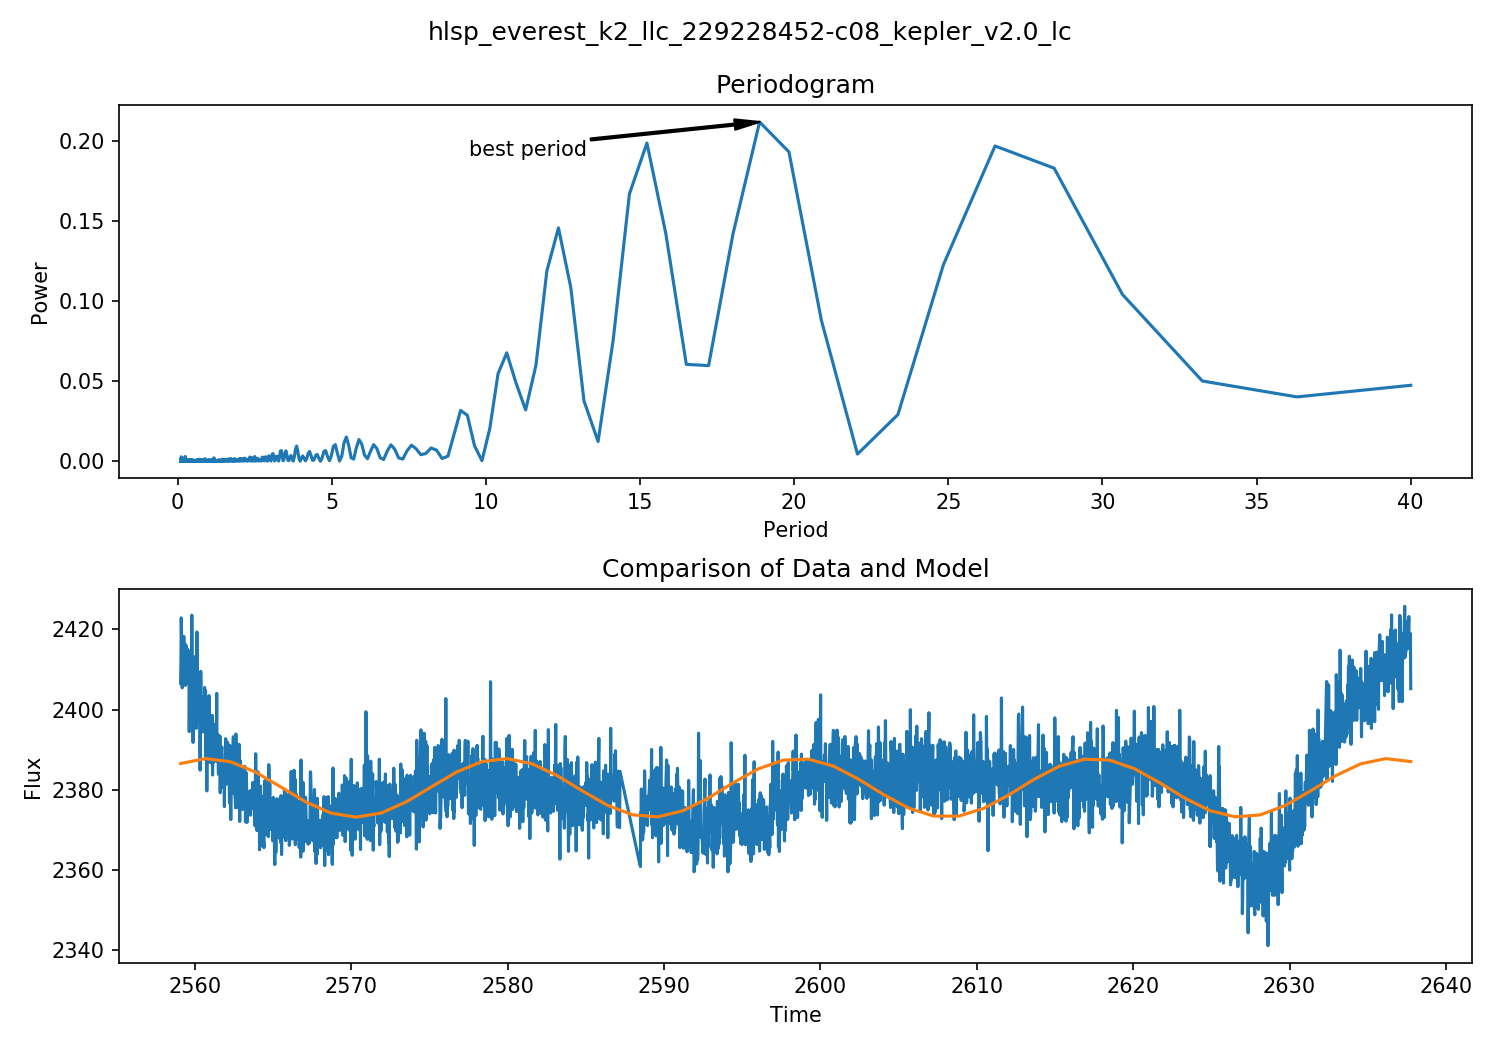 hlsp_everest_k2_llc_229228452-c08_kepler_v2.0_lc
Periodogram
best period
0.20
0.15
0.10
0.05
0.00
Power
0 5 10 15 20 25 30 35 40
Period
Comparison of Data and Model
2420
2400
2380
2360
2340
Flux
2560 2570 2580 2590 2600 2610 2620 2630 2640
Time